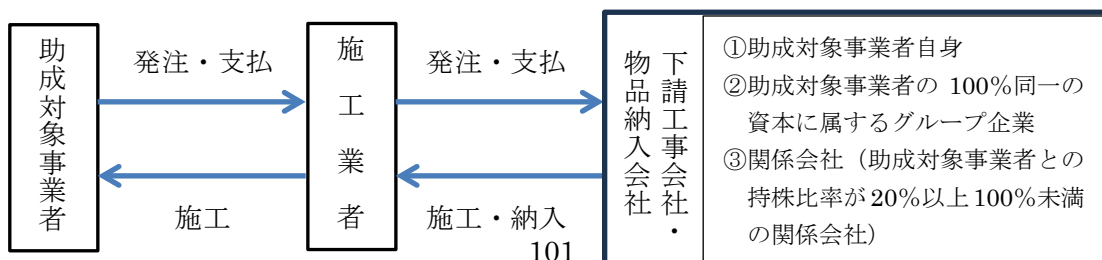 助成対象事業者
発注・支払
施工
施工業者
発注・支払
施工・納入
下請工事会社・
物品納入会社
①助成対象事業者自身
②助成対象事業者の 100%同一の
資本に属するグループ企業
③関係会社（助成対象事業者との
持株比率が 20%以上 100%未満
の関係会社）
101